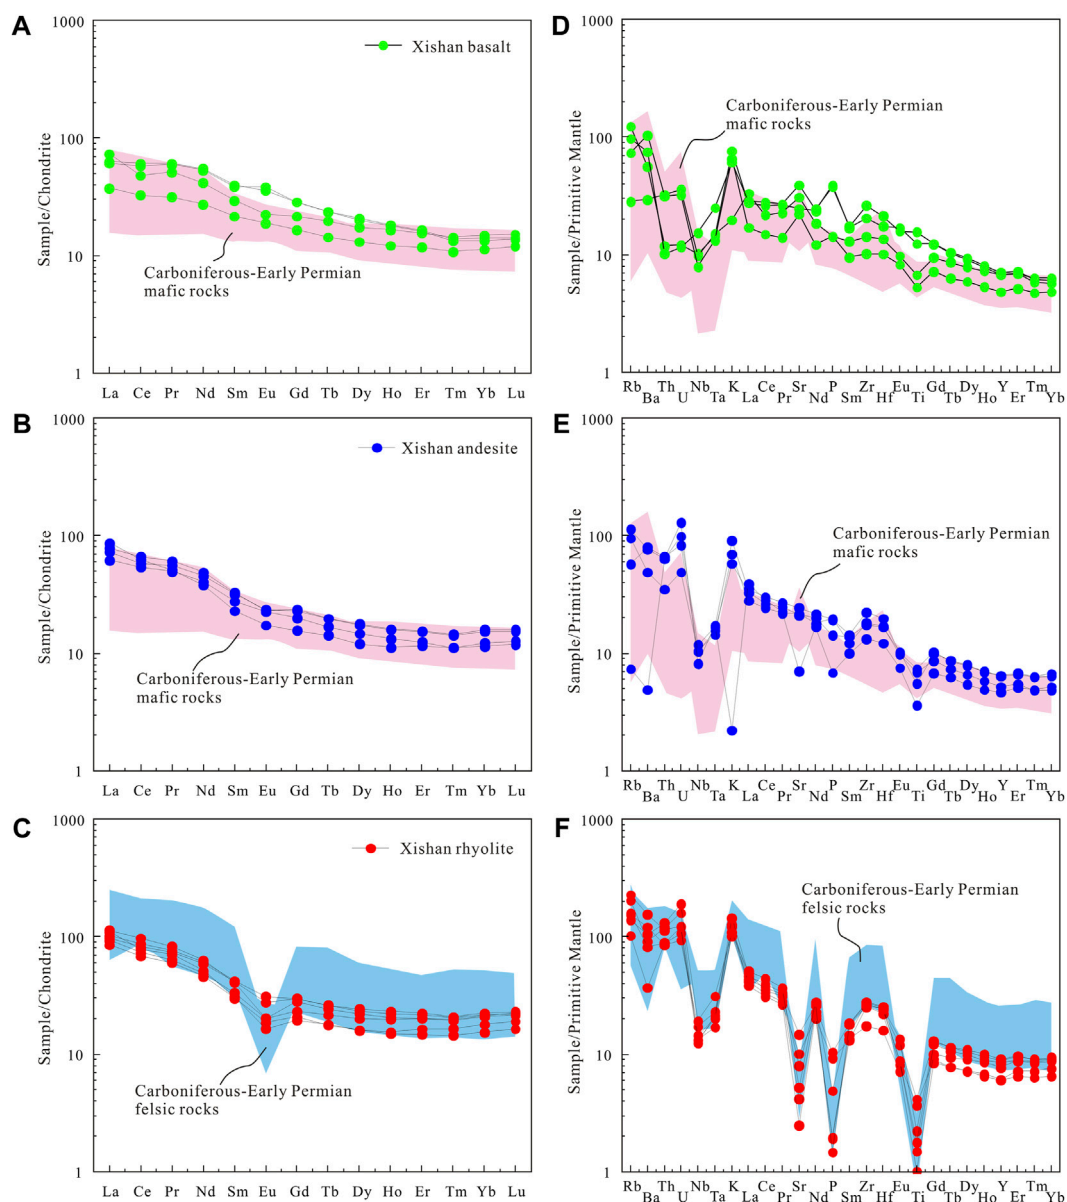 A
1000
100
10
1
Sample/Chondrite
Xishan basalt
Carboniferous-Early Permian
mafic rocks
La Ce Pr Nd Sm Eu Gd Tb Dy Ho Er Tm Yb Lu
D
1000
100
10
1
Sample/Primitive Mantle
Carboniferous-Early Permian
mafic rocks
Rb Ba Th U Nb Ta K La Ce Pr Sr Nd P Sm Zr Hf Eu Ti Gd Tb Dy Ho Y Er Tm Yb
B
1000
100
10
1
Sample/Chondrite
Xishan andesite
Carboniferous-Early Permian
mafic rocks
La Ce Pr Nd Sm Eu Gd Tb Dy Ho Er Tm Yb Lu
E
1000
100
10
1
Sample/Primitive Mantle
Carboniferous-Early Permian
mafic rocks
Rb Ba Th U Nb Ta K La Ce Pr Sr Nd P Sm Zr Hf Eu Ti Gd Tb Dy Ho Y Er Tm Yb
C
1000
100
10
1
Sample/Chondrite
Xishan rhyolite
Carboniferous-Early Permian
felsic rocks
La Ce Pr Nd Sm Eu Gd Tb Dy Ho Er Tm Yb Lu
F
1000
100
10
1
Sample/Primitive Mantle
Carboniferous-Early Permian
felsic rocks
Rb Ba Th U Nb Ta K La Ce Pr Sr Nd P Sm Zr Hf Eu Ti Gd Tb Dy Ho Y Er Tm Yb